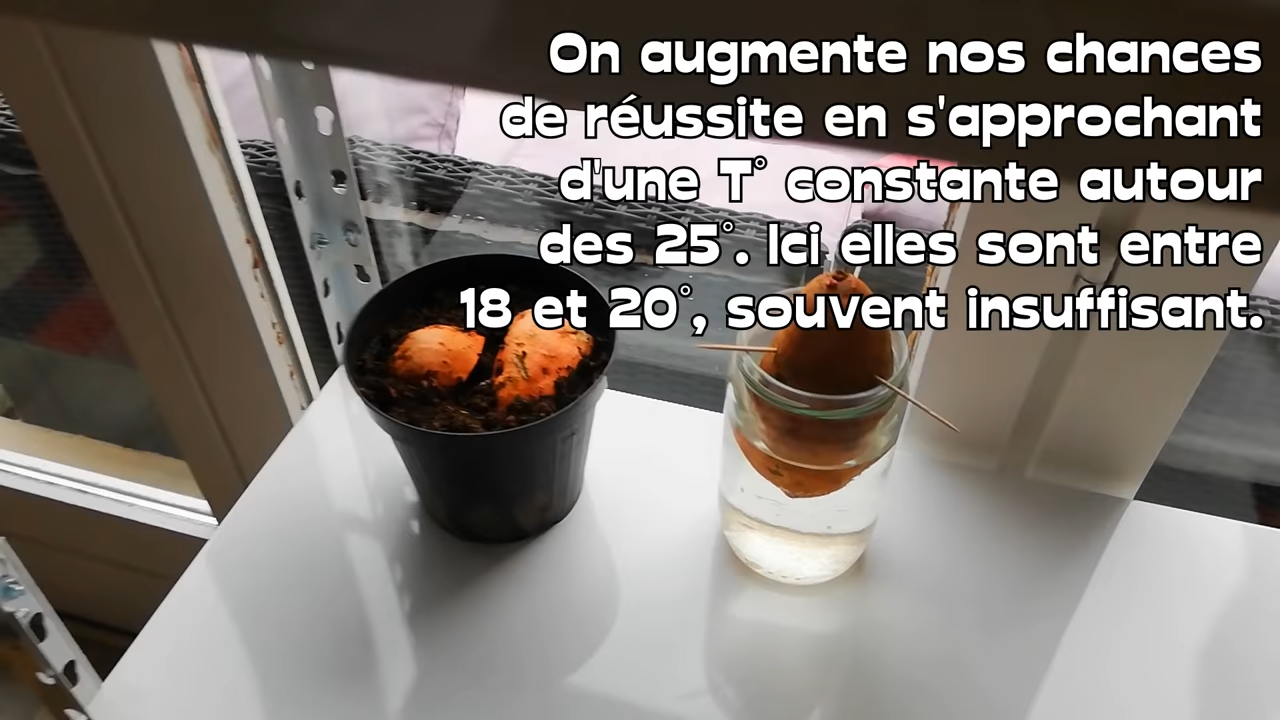 On augmente nos chances
de réussite en s'approchant
d'une T° constante autour
des 25°. Ici elles sont entre
18 et 20°, souvent insuffisant.